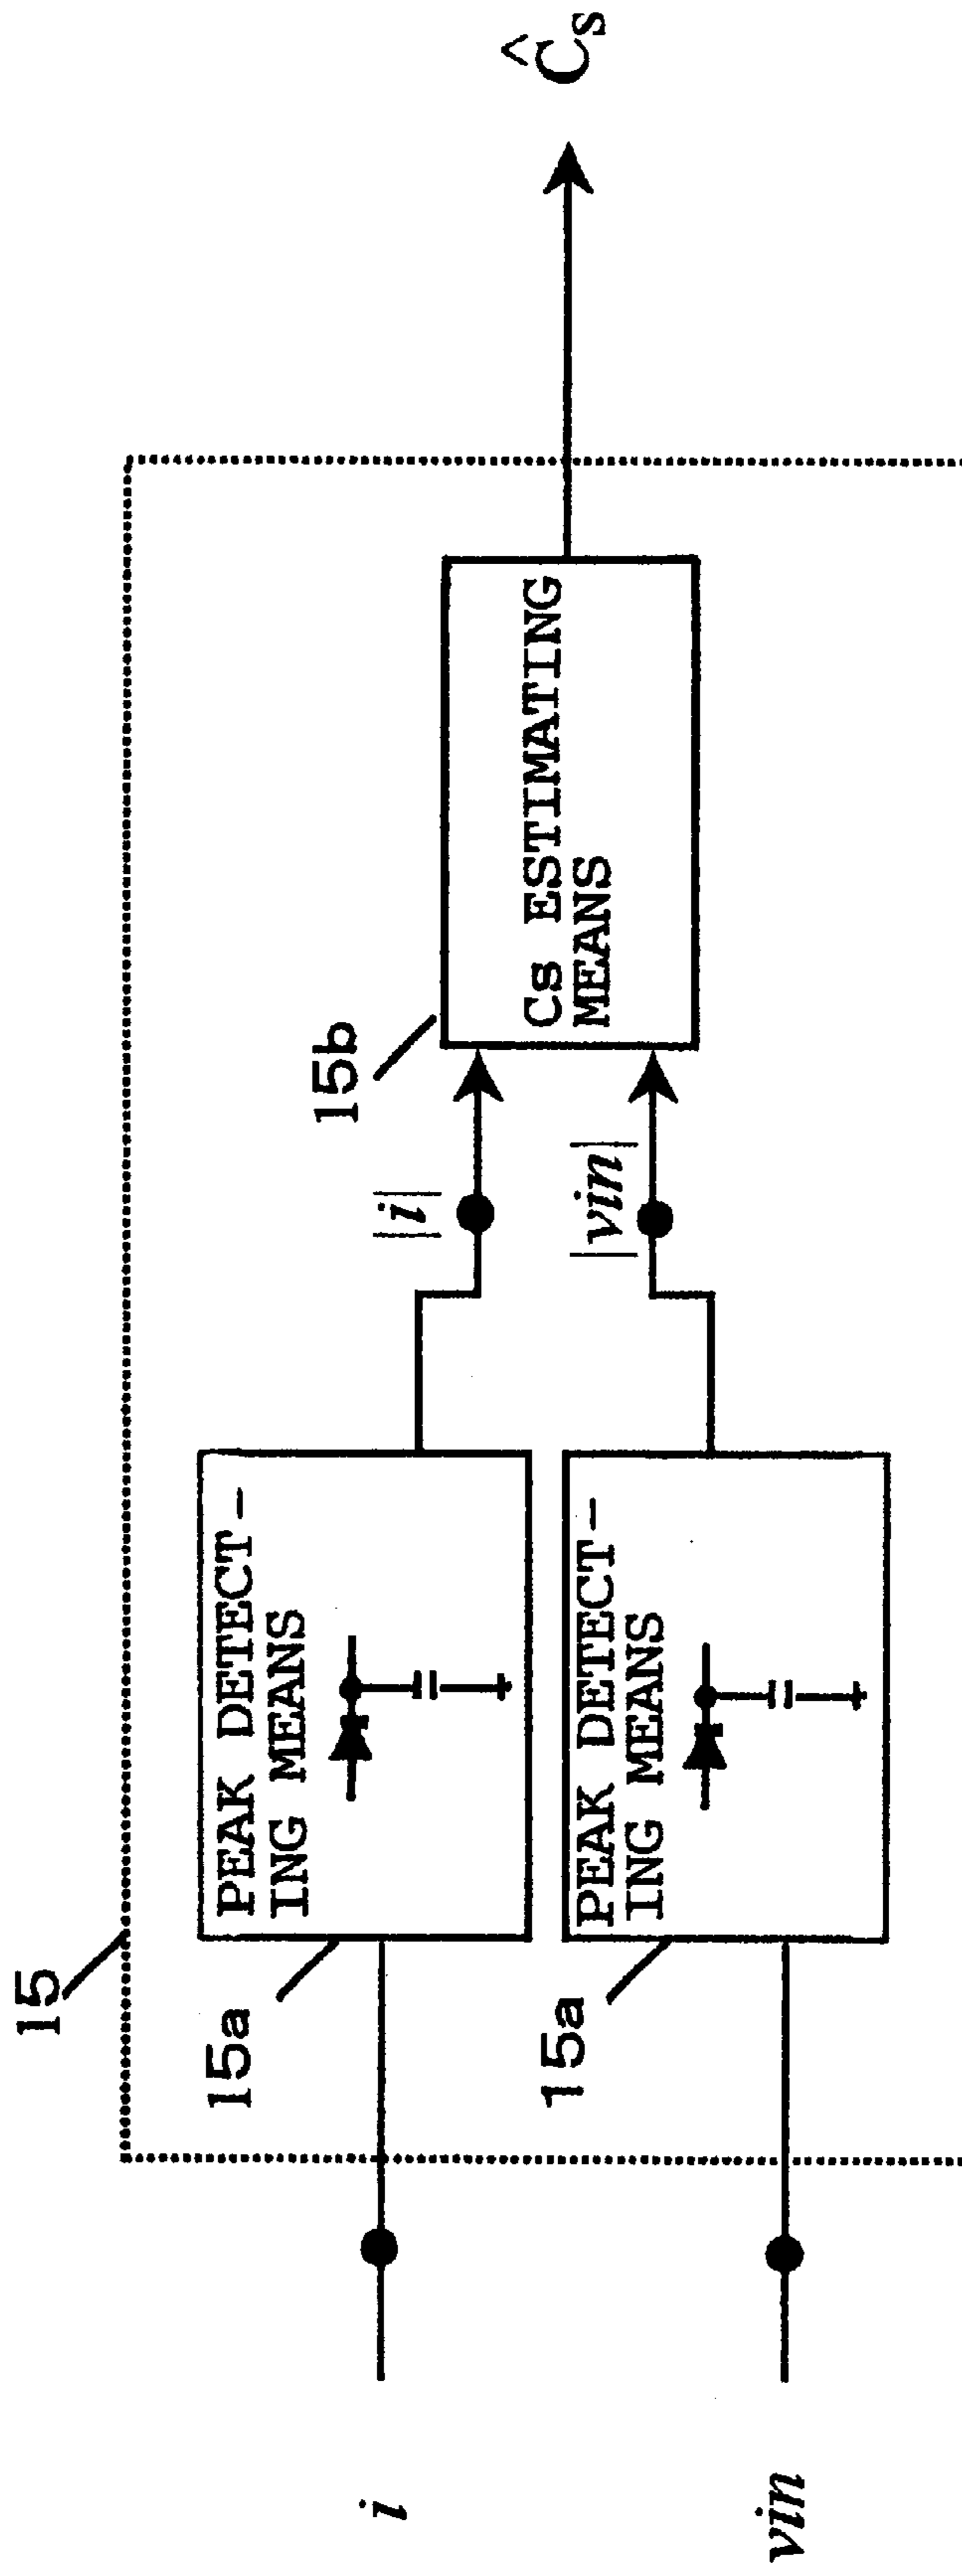 15
15a
PEAK DETECT-
ING MEANS
i
|i|
15b
Cs ESTIMATING
MEANS
Ĉs
15a
PEAK DETECT-
ING MEANS
vin
|vin|